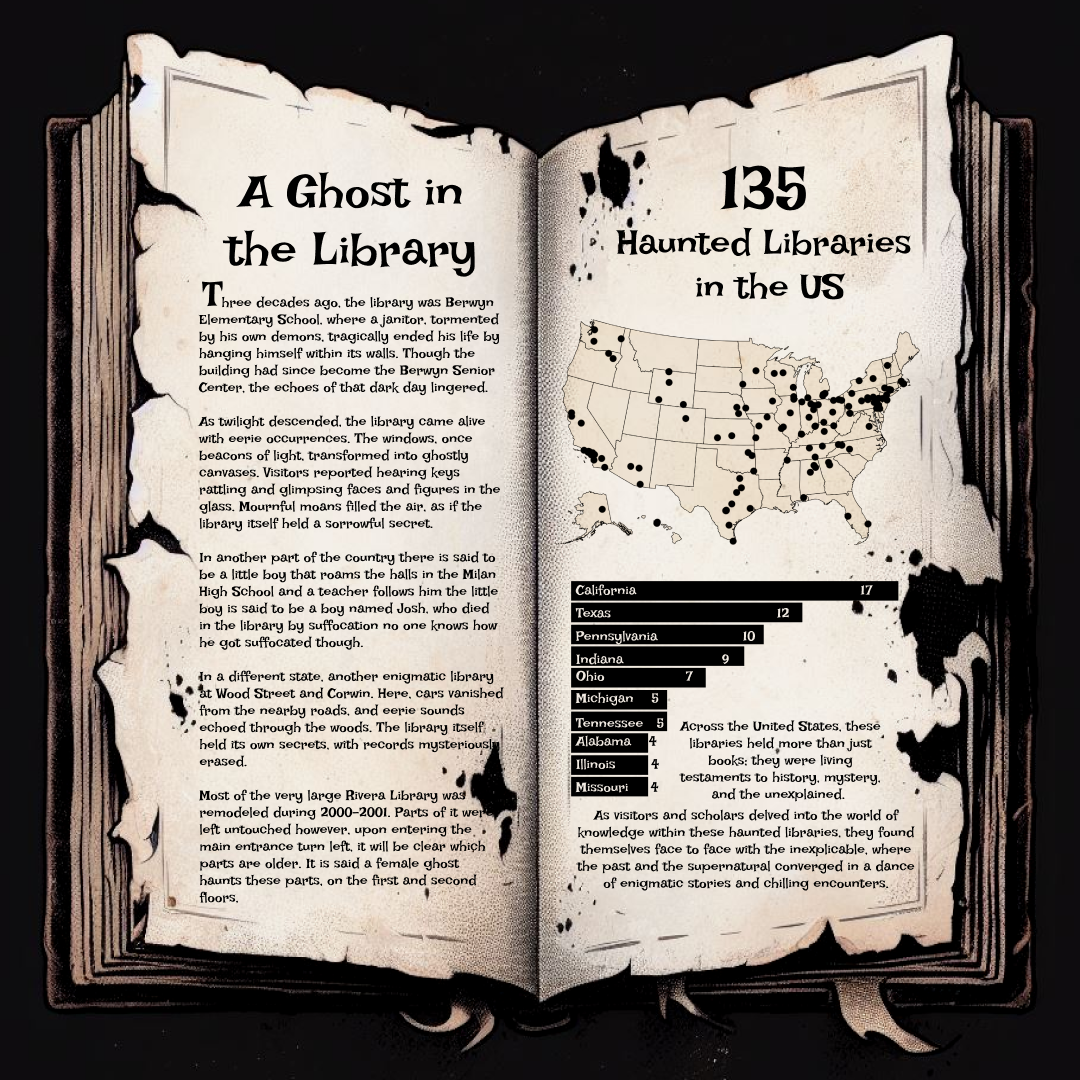 A Ghost in
the Library
Three decades ago, the library was Berwyn
Elementary School, where a janitor, tormented
by his own demons, tragically ended his life by
hanging himself within its walls. Though the
building had since become the Berwyn Senior
Center, the echoes of that dark day lingered.
As twilight descended, the library came alive
with eerie occurrences. The windows, once
beacons of light, transformed into ghostly
canvases. Visitors reported hearing keys
rattling and glimpsing faces and figures in the
glass. Mournful moans filled the air, as if the
library itself held a sorrowful secret.
In another part of the country there is said to
be a little boy that roams the halls in the Milan
High School and a teacher follows him the little
boy is said to be a boy named Josh, who died
in the library by suffocation no one knows how
he got suffocated though.
In a different state, another enigmatic library
at Wood Street and Corwin. Here, cars vanished
from the nearby roads, and eerie sounds
echoed through the woods. The library itself
held its own secrets, with records mysteriously
erased.
Most of the very large Rivera Library was
remodeled during 2000-2001. Parts of it were
left untouched however, upon entering the
main entrance turn left, it will be clear which
parts are older. It is said a female ghost
haunts these parts, on the first and second
floors.
135
Haunted Libraries
in the US
California 17
Texas 12
Pennsylvania 10
Indiana 9
Ohio 7
Michigan 5
Tennessee 5
Alabama 4
Illinois 4
Missouri 4
Across the United States, these
libraries held more than just
books; they were living
testaments to history, mystery,
and the unexplained.
As visitors and scholars delved into the world of
knowledge within these haunted libraries, they found
themselves face to face with the inexplicable, where
the past and the supernatural converged in a dance
of enigmatic stories and chilling encounters.